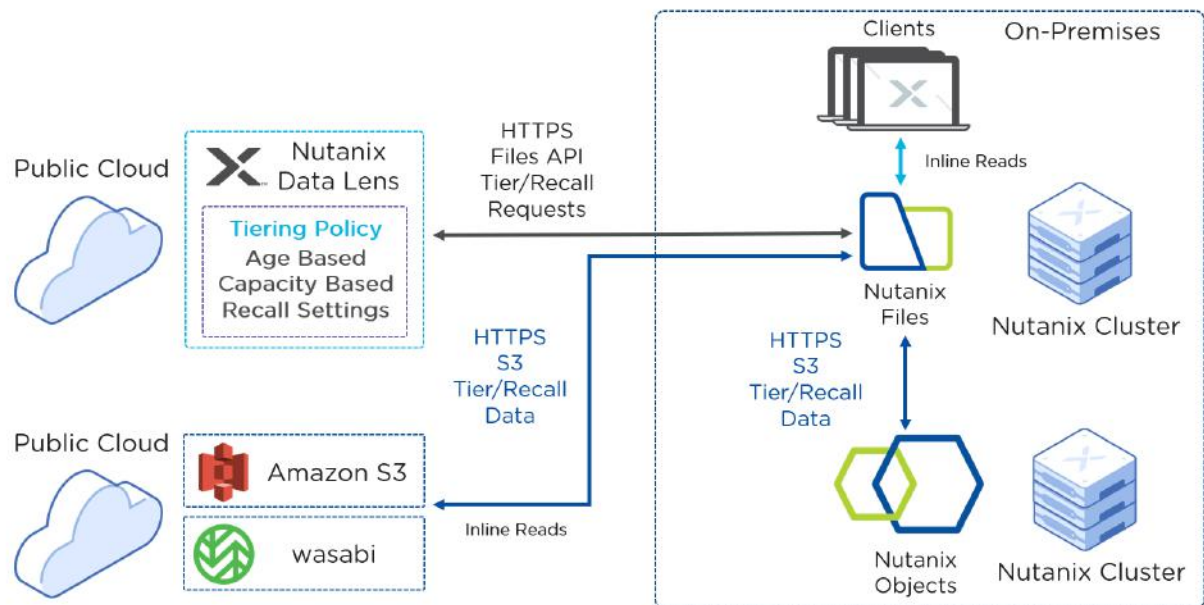 Clients
On-Premises
Public Cloud
Nutanix
Data Lens
Tiering Policy
Age Based
Capacity Based
Recall Settings
HTTPS
Files API
Tier/Recall
Requests
Inline Reads
Nutanix
Files
Nutanix Cluster
HTTPS
S3
Tier/Recall
Data
HTTPS
S3
Tier/Recall
Data
Public Cloud
Amazon S3
wasabi
Inline Reads
Nutanix
Objects
Nutanix Cluster